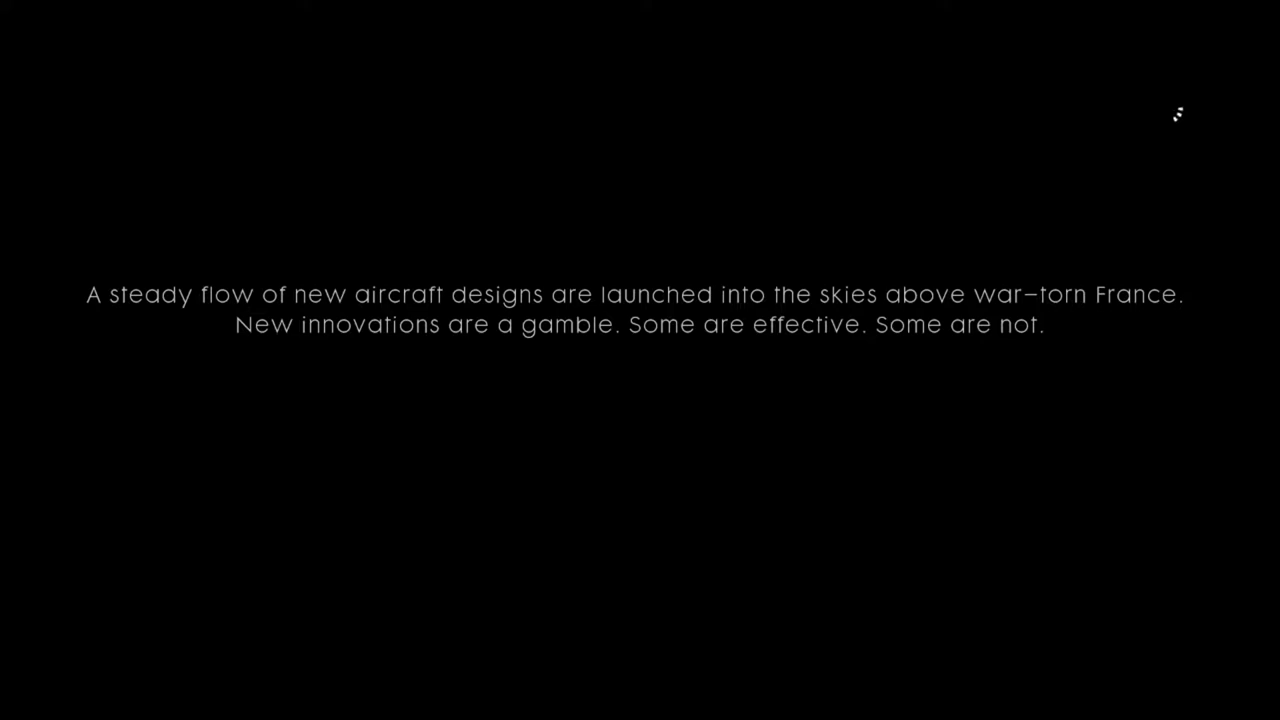 A steady flow of new aircraft designs are launched into the skies above war–torn France.
New innovations are a gamble. Some are effective. Some are not.